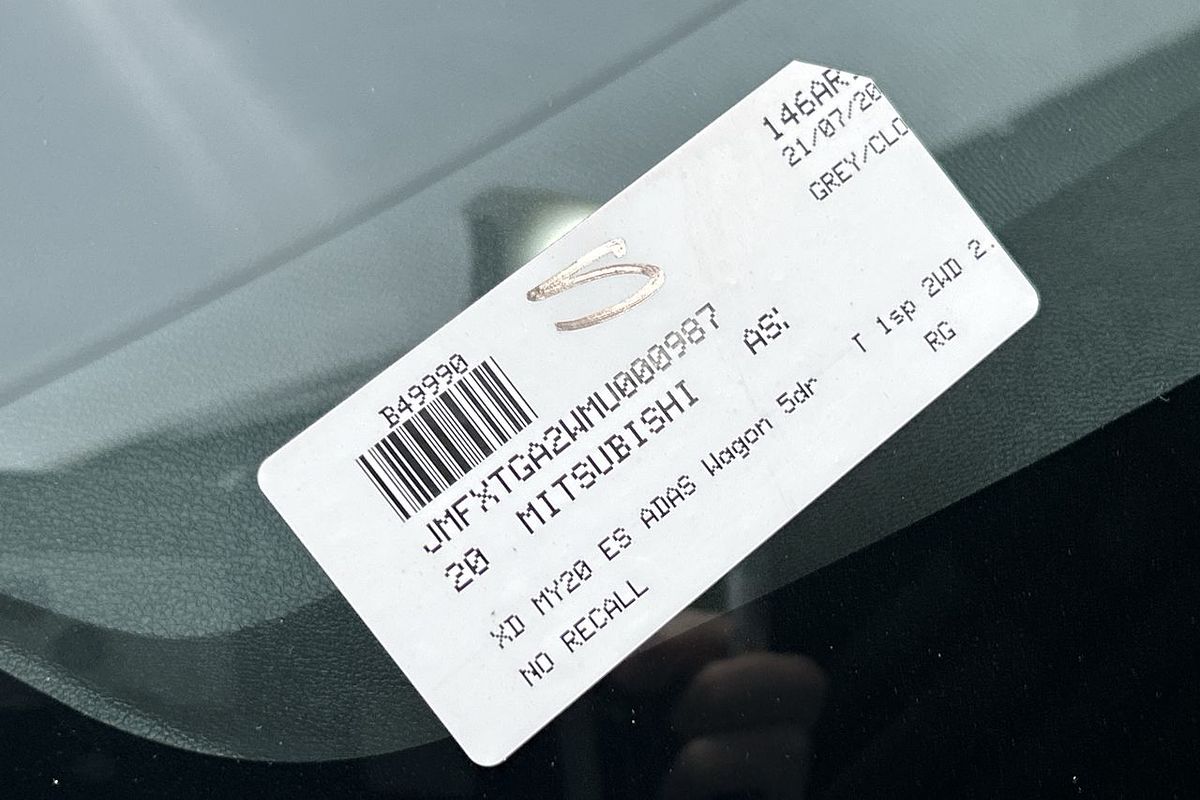 146AR
21/07/20
GREY/CLO
S
B49990
JMFXTGA2WMU000987
20 MITSUBISHI AS
XD MY20 ES ADAS Wagon 5dr T 1sp 2WD 2.
NO RECALL RG